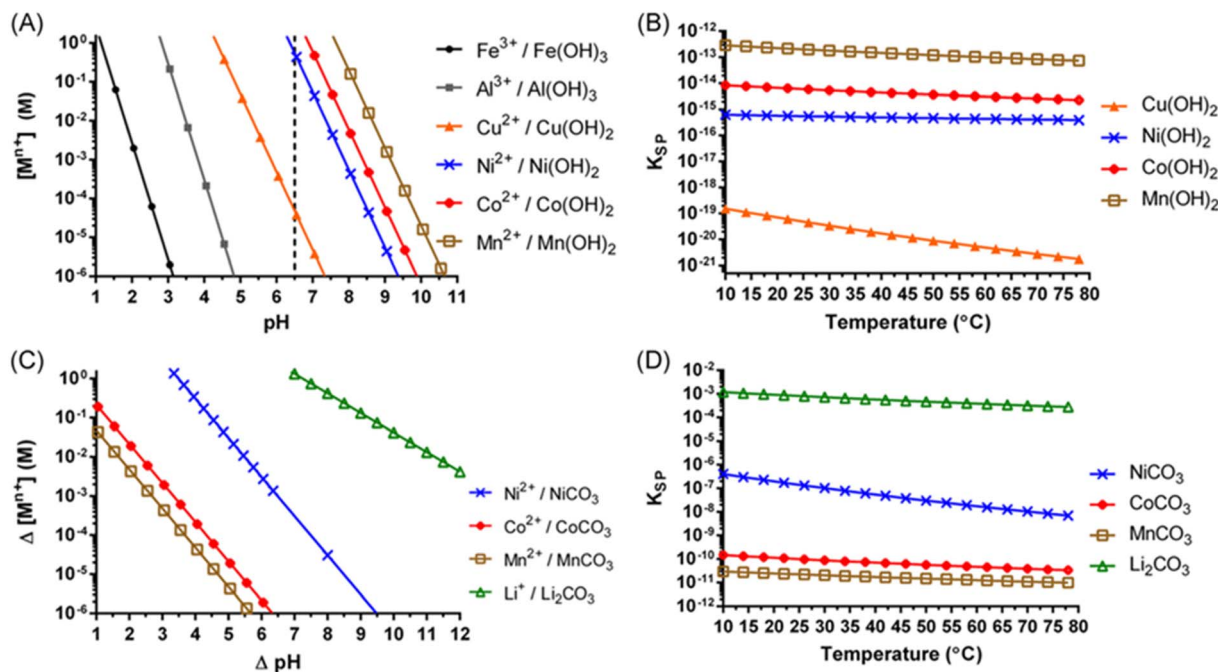 (A)
[Mⁿ⁺] (M)
10⁰
10⁻¹
10⁻²
10⁻³
10⁻⁴
10⁻⁵
10⁻⁶
1 2 3 4 5 6 7 8 9 10 11
pH
Fe³⁺ / Fe(OH)₃
Al³⁺ / Al(OH)₃
Cu²⁺ / Cu(OH)₂
Ni²⁺ / Ni(OH)₂
Co²⁺ / Co(OH)₂
Mn²⁺ / Mn(OH)₂
(B)
K_SP
10⁻¹²
10⁻¹³
10⁻¹⁴
10⁻¹⁵
10⁻¹⁶
10⁻¹⁷
10⁻¹⁸
10⁻¹⁹
10⁻²⁰
10⁻²¹
10 15 20 25 30 35 40 45 50 55 60 65 70 75 80
Temperature (°C)
Cu(OH)₂
Ni(OH)₂
Co(OH)₂
Mn(OH)₂
(C)
Δ [Mⁿ⁺] (M)
10⁰
10⁻¹
10⁻²
10⁻³
10⁻⁴
10⁻⁵
10⁻⁶
1 2 3 4 5 6 7 8 9 10 11 12
Δ pH
Ni²⁺ / NiCO₃
Co²⁺ / CoCO₃
Mn²⁺ / MnCO₃
Li⁺ / Li₂CO₃
(D)
K_SP
10⁻²
10⁻³
10⁻⁴
10⁻⁵
10⁻⁶
10⁻⁷
10⁻⁸
10⁻⁹
10⁻¹⁰
10⁻¹¹
10⁻¹²
10 15 20 25 30 35 40 45 50 55 60 65 70 75 80
Temperature (°C)
NiCO₃
CoCO₃
MnCO₃
Li₂CO₃